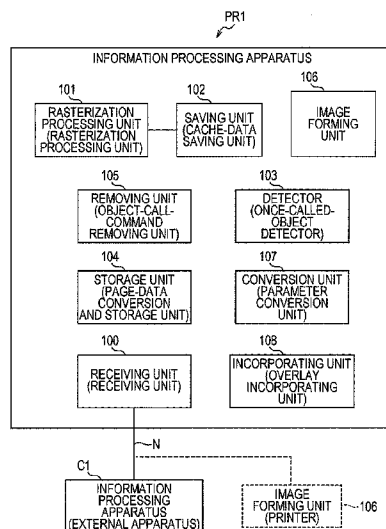 PR1
INFORMATION PROCESSING APPARATUS
101
RASTERIZATION
PROCESSING UNIT
(RASTERIZATION
PROCESSING UNIT)
102
SAVING UNIT
(CACHE-DATA
SAVING UNIT)
106
IMAGE
FORMING
UNIT
105
REMOVING UNIT
(OBJECT-CALL-
COMMAND
REMOVING UNIT)
103
DETECTOR
(ONCE-CALLED-
OBJECT
DETECTOR)
104
STORAGE UNIT
(PAGE-DATA
CONVERSION
AND STORAGE UNIT)
107
CONVERSION UNIT
(PARAMETER
CONVERSION
UNIT)
100
RECEIVING UNIT
(RECEIVING UNIT)
108
INCORPORATING UNIT
(OVERLAY
INCORPORATING
UNIT)
N
C1
INFORMATION
PROCESSING
APPARATUS
(EXTERNAL APPARATUS)
IMAGE
FORMING UNIT
(PRINTER)
106